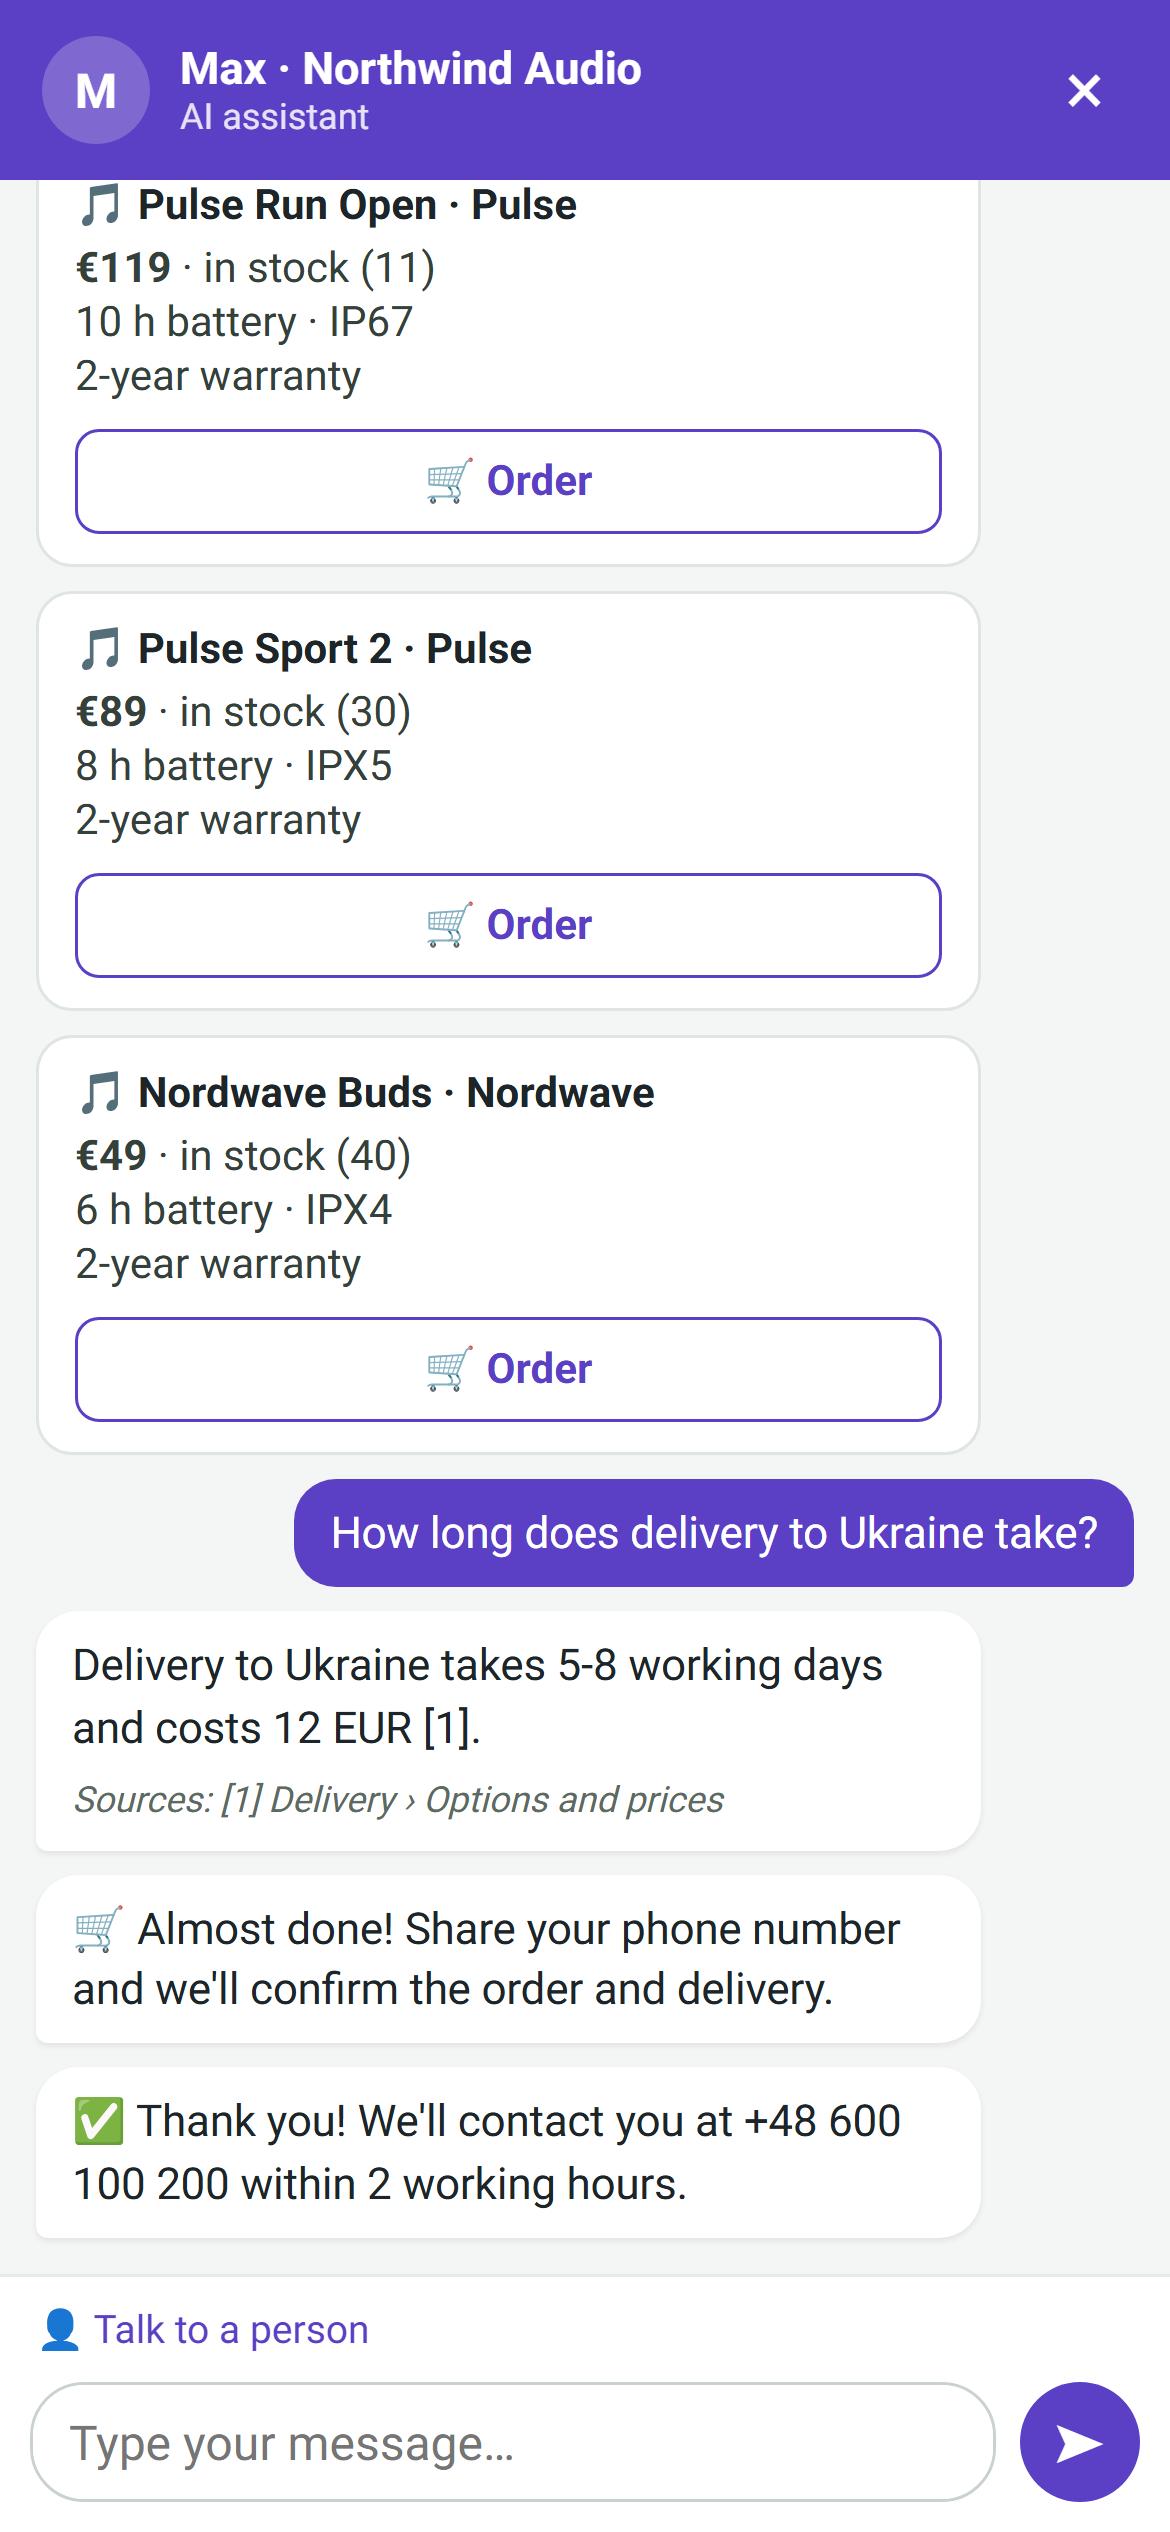 M
Max · Northwind Audio
AI assistant
×
🎵 Pulse Run Open · Pulse
€119 · in stock (11)
10 h battery · IP67
2-year warranty
🛒 Order
🎵 Pulse Sport 2 · Pulse
€89 · in stock (30)
8 h battery · IPX5
2-year warranty
🛒 Order
🎵 Nordwave Buds · Nordwave
€49 · in stock (40)
6 h battery · IPX4
2-year warranty
🛒 Order
How long does delivery to Ukraine take?
Delivery to Ukraine takes 5-8 working days
and costs 12 EUR [1].
Sources: [1] Delivery › Options and prices
🛒 Almost done! Share your phone number
and we'll confirm the order and delivery.
✅ Thank you! We'll contact you at +48 600
100 200 within 2 working hours.
👤 Talk to a person
Type your message...